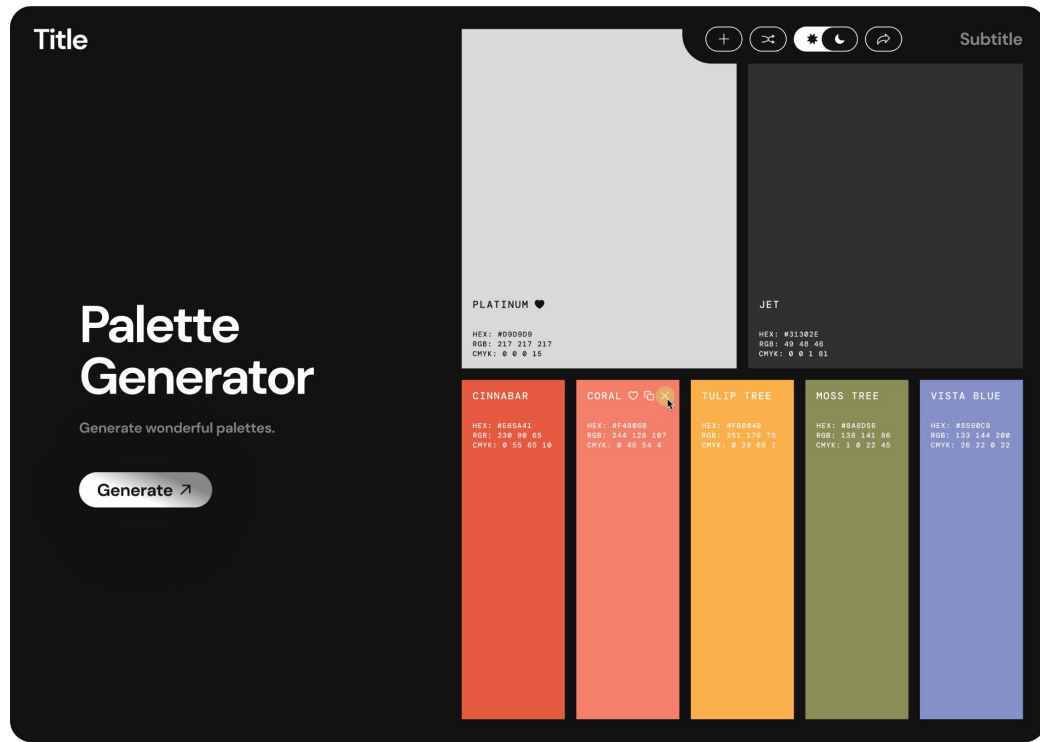 Title
Subtitle
Palette
Generator
Generate wonderful palettes.
Generate
PLATINUM
HEX: #D9D9D9
RGB: 217 217 217
CMYK: 0 0 0 15
JET
HEX: #31302E
RGB: 49 48 46
CMYK: 0 0 1 81
CINNABAR
HEX: #E65A41
RGB: 230 90 65
CMYK: 0 55 65 10
CORAL
HEX: #F4806B
RGB: 244 128 107
CMYK: 0 45 54 4
TULIP TREE
HEX: #FBB04B
RGB: 251 176 75
CMYK: 0 29 69 2
MOSS TREE
HEX: #8A8D56
RGB: 138 141 86
CMYK: 1 0 22 45
VISTA BLUE
HEX: #8590C8
RGB: 133 144 200
CMYK: 26 22 0 22